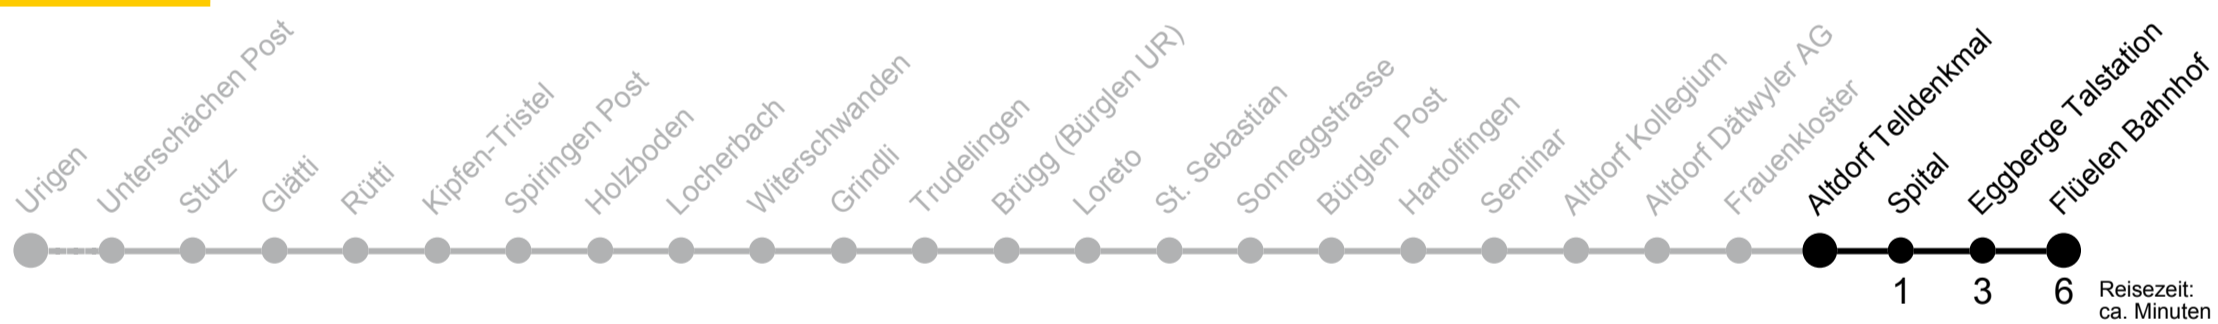 Urigen
Unterschächen Post
Stutz
Glätti
Rütti
Kipfen-Tristel
Spiringen Post
Holzboden
Locherbach
Witerschwanden
Grindli
Trudelingen
Brügg (Bürglen UR)
Loreto
St. Sebastian
Sonneggstrasse
Bürglen Post
Hartolfingen
Seminar
Altdorf Kollegium
Altdorf Dätwyler AG
Frauenkloster
Altdorf Telldenkmal
Spital
Eggberge Talstation
Flüelen Bahnhof
1
3
6
Reisezeit:
ca. Minuten